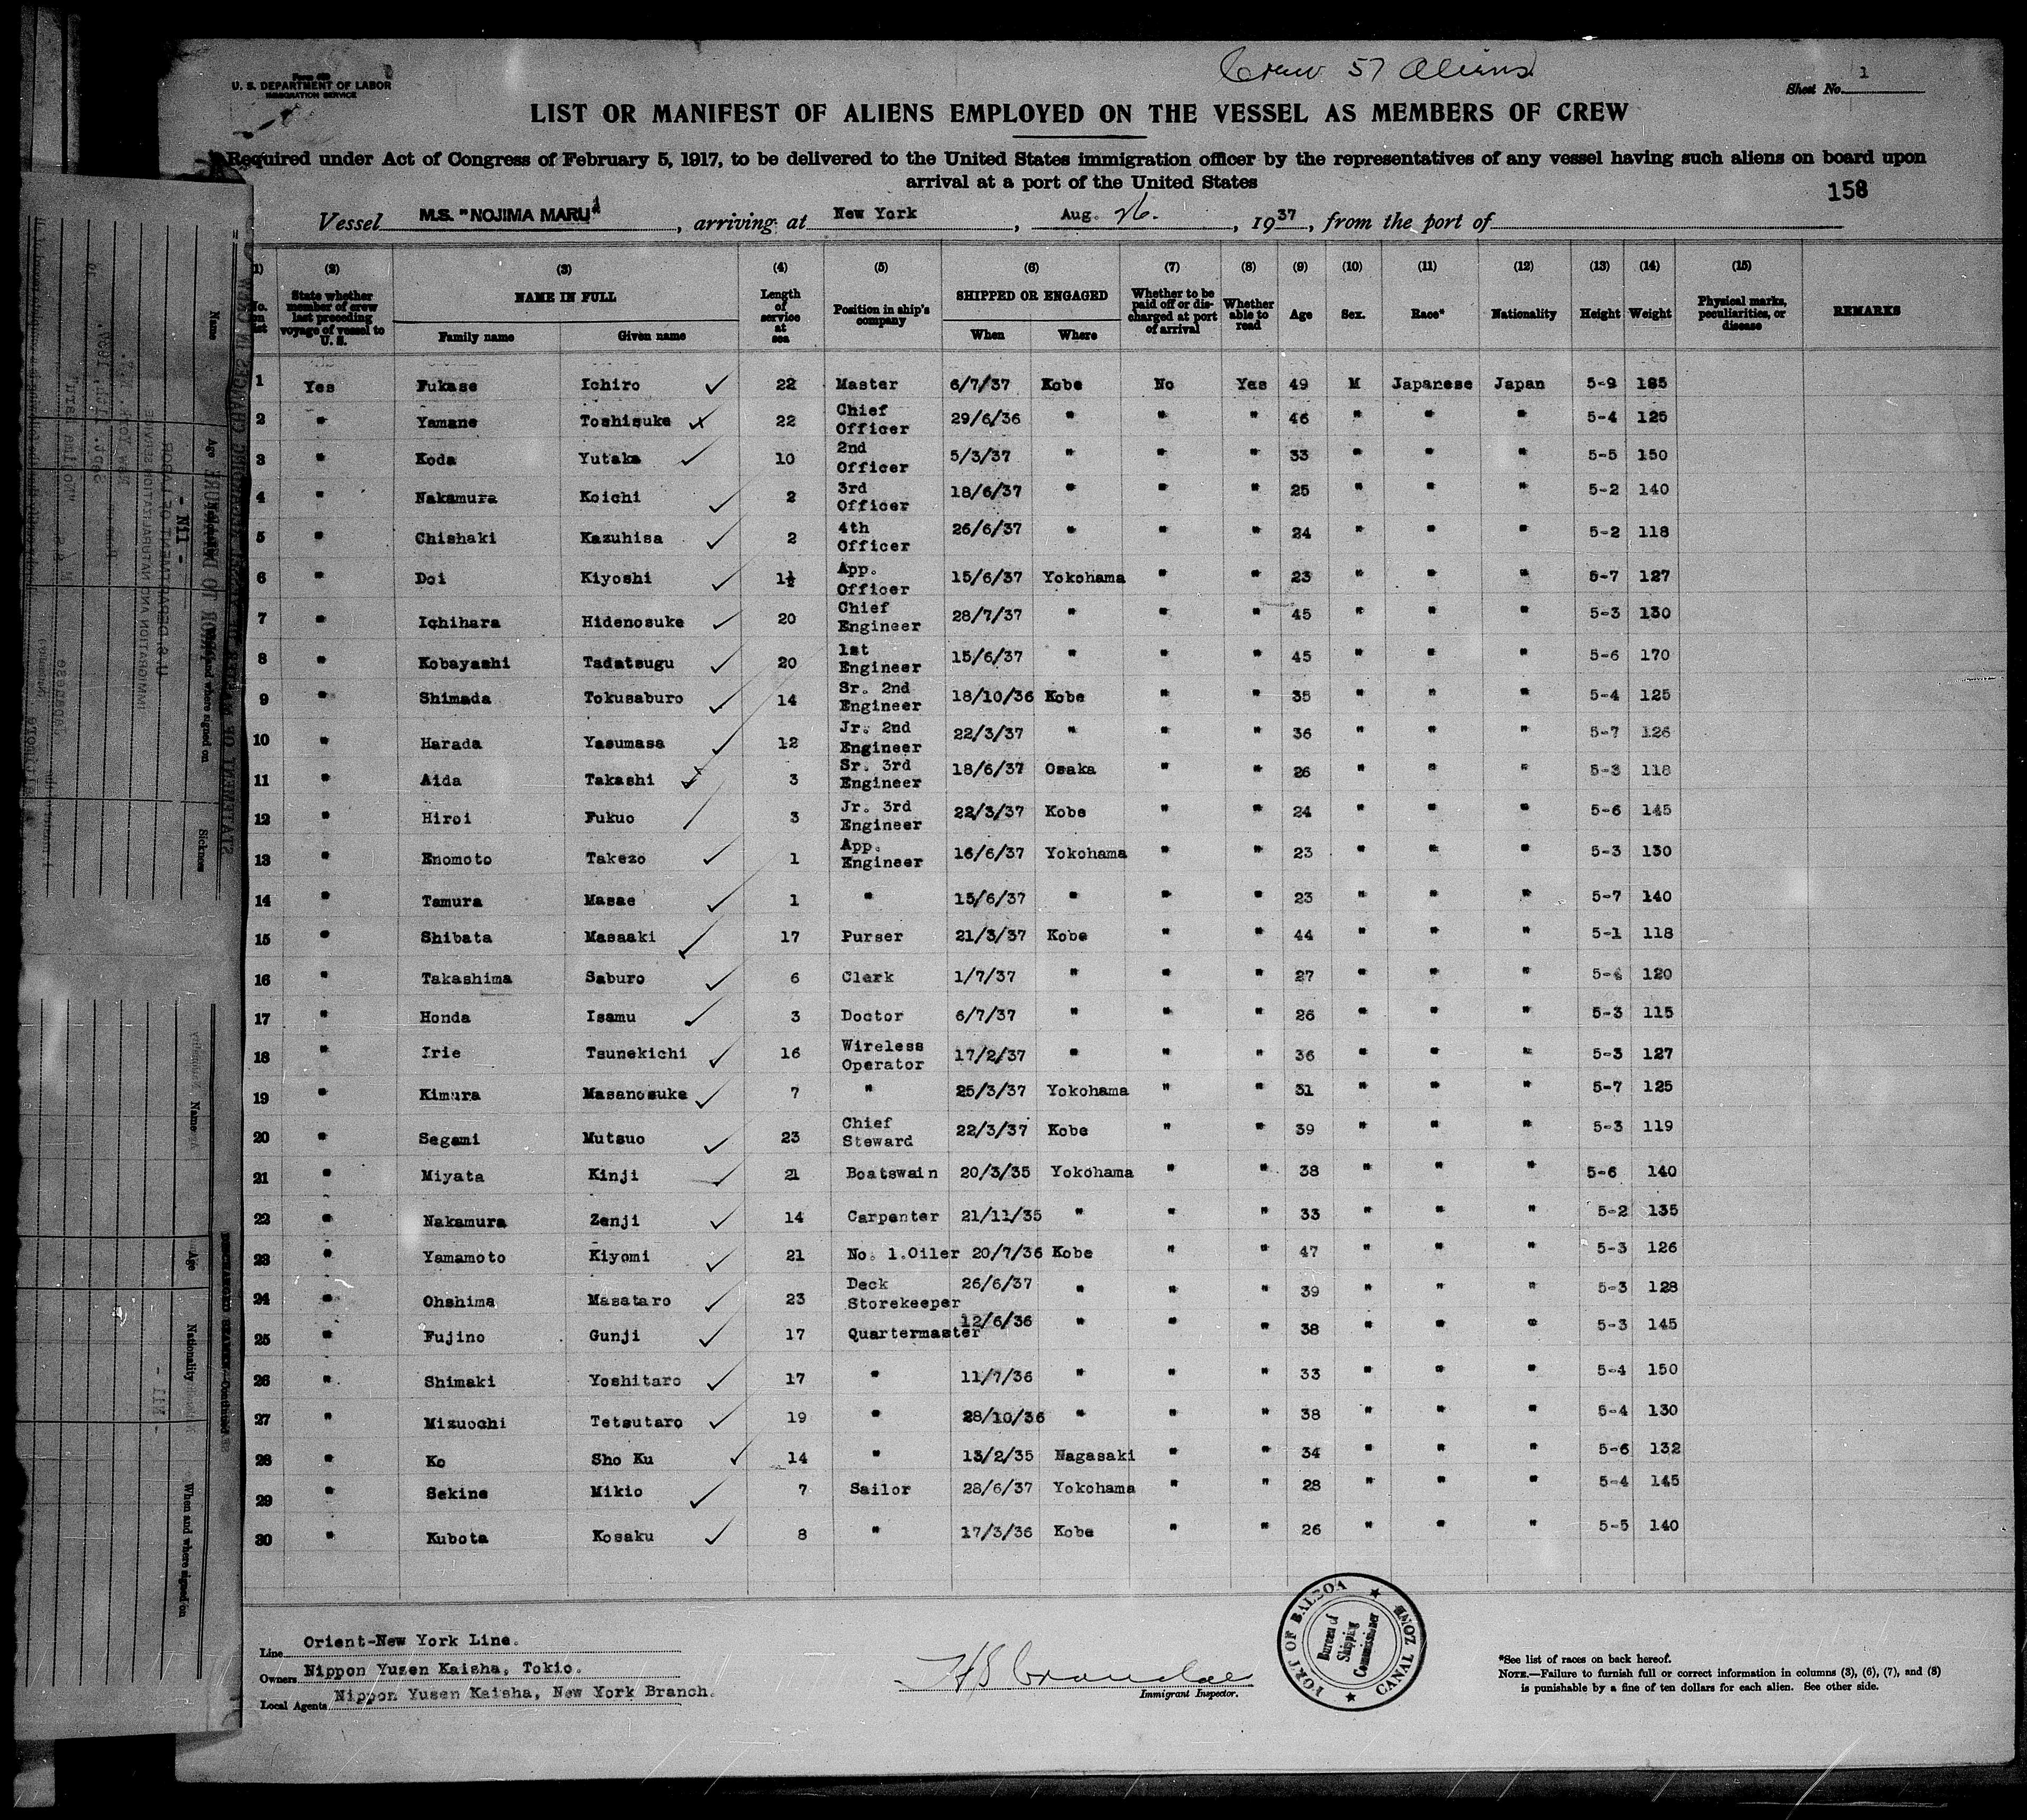 Form 689
U. S. DEPARTMENT OF LABOR
IMMIGRATION SERVICE
Crew 57 Aliens
Sheet No. 1
LIST OR MANIFEST OF ALIENS EMPLOYED ON THE VESSEL AS MEMBERS OF CREW
Required under Act of Congress of February 5, 1917, to be delivered to the United States immigration officer by the representatives of any vessel having such aliens on board upon
arrival at a port of the United States
158
Vessel M.S. "NOJIMA MARU", arriving at New York, Aug. 26., 1937, from the port of
(1) (2) (3) (4) (5) (6) (7) (8) (9) (10) (11) (12) (13) (14) (15)
No. on list State whether member of crew last preceding voyage of vessel to U. S. NAME IN FULL Length of service at sea Position in ship's company SHIPPED OR ENGAGED Whether to be paid off or discharged at port of arrival Whether able to read Age Sex. Race* Nationality Height Weight Physical marks, peculiarities, or disease REMARKS
Family name Given name When Where
1 Yes Fukase Ichiro ✓ 22 Master 6/7/37 Kobe No Yes 49 M Japanese Japan 5-9 185
2 " Yamane Toshisuke ✓ 22 Chief Officer 29/6/36 " " " 46 " " " 5-4 125
3 " Koda Yutaka ✓ 10 2nd Officer 5/3/37 " " " 33 " " " 5-5 150
4 " Nakamura Koichi ✓ 2 3rd Officer 18/6/37 " " " 25 " " " 5-2 140
5 " Chishaki Kazuhisa ✓ 2 4th Officer 26/6/37 " " " 24 " " " 5-2 118
6 " Doi Kiyoshi ✓ 1½ App. Officer 15/6/37 Yokohama " " 23 " " " 5-7 127
7 " Ichihara Hidenosuke ✓ 20 Chief Engineer 28/7/37 " " " 45 " " " 5-3 130
8 " Kobayashi Tadatsugu ✓ 20 1st Engineer 15/6/37 " " " 45 " " " 5-6 170
9 " Shimada Tokusaburo ✓ 14 Sr. 2nd Engineer 18/10/36 Kobe " " 35 " " " 5-4 125
10 " Harada Yasumasa ✓ 12 Jr. 2nd Engineer 22/3/37 " " " 36 " " " 5-7 126
11 " Aida Takashi ✓ 3 Sr. 3rd Engineer 18/6/37 Osaka " " 26 " " " 5-3 118
12 " Hiroi Fukuo ✓ 3 Jr. 3rd Engineer 22/3/37 Kobe " " 24 " " " 5-6 145
13 " Enomoto Takezo ✓ 1 App. Engineer 16/6/37 Yokohama " " 23 " " " 5-3 130
14 " Tamura Masae ✓ 1 " 15/6/37 " " " 23 " " " 5-7 140
15 " Shibata Masaaki ✓ 17 Purser 21/3/37 Kobe " " 44 " " " 5-1 118
16 " Takashima Saburo ✓ 6 Clerk 1/7/37 " " " 27 " " " 5-4 120
17 " Honda Isamu ✓ 3 Doctor 6/7/37 " " " 26 " " " 5-3 115
18 " Irie Tsunekichi ✓ 16 Wireless Operator 17/2/37 " " " 36 " " " 5-3 127
19 " Kimura Masanosuke ✓ 7 " 25/3/37 Yokohama " " 31 " " " 5-7 125
20 " Segami Mutsuo ✓ 23 Chief Steward 22/3/37 Kobe " " 39 " " " 5-3 119
21 " Miyata Kinji ✓ 21 Boatswain 20/3/35 Yokohama " " 38 " " " 5-6 140
22 " Nakamura Zenji ✓ 14 Carpenter 21/11/35 " " " 33 " " " 5-2 135
23 " Yamamoto Kiyomi ✓ 21 No. 1.Oiler 20/7/36 Kobe " " 47 " " " 5-3 126
24 " Ohshima Masataro ✓ 23 Deck Storekeeper 26/6/37 " " " 39 " " " 5-3 128
25 " Fujino Gunji ✓ 17 Quartermaster 12/6/36 " " " 38 " " " 5-3 145
26 " Shimaki Yoshitaro ✓ 17 " 11/7/36 " " " 33 " " " 5-4 150
27 " Mizuochi Tetsutaro ✓ 19 " 28/10/36 " " " 38 " " " 5-4 130
28 " Ko Sho Ku ✓ 14 " 13/2/35 Nagasaki " " 34 " " " 5-6 132
29 " Sekine Mikio ✓ 7 Sailor 28/6/37 Yokohama " " 28 " " " 5-4 145
30 " Kubota Kosaku ✓ 8 " 17/3/36 Kobe " " 26 " " " 5-5 140
Line Orient-New York Line.
Owners Nippon Yusen Kaisha, Tokio.
Local Agents Nippon Yusen Kaisha, New York Branch.
Immigrant Inspector.
PORT OF BALBOA ★ CANAL ZONE ★
Bureau of
Shipping
Commissioner
*See list of races on back hereof.
NOTE.—Failure to furnish full or correct information in columns (3), (6), (7), and (8)
is punishable by a fine of ten dollars for each alien. See other side.